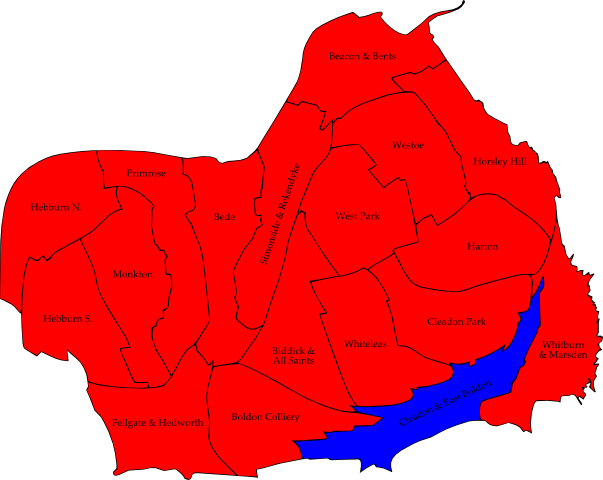 Beacon & Bents
Westoe
Horsley Hill
Primrose
Hebburn N.
Bede
Simonside & Rekendyke
West Park
Harton
Monkton
Hebburn S.
Cleadon Park
Whiteleas
Biddick &
All Saints
Whitburn
& Marsden
Cleadon & East Boldon
Boldon Colliery
Fellgate & Hedworth